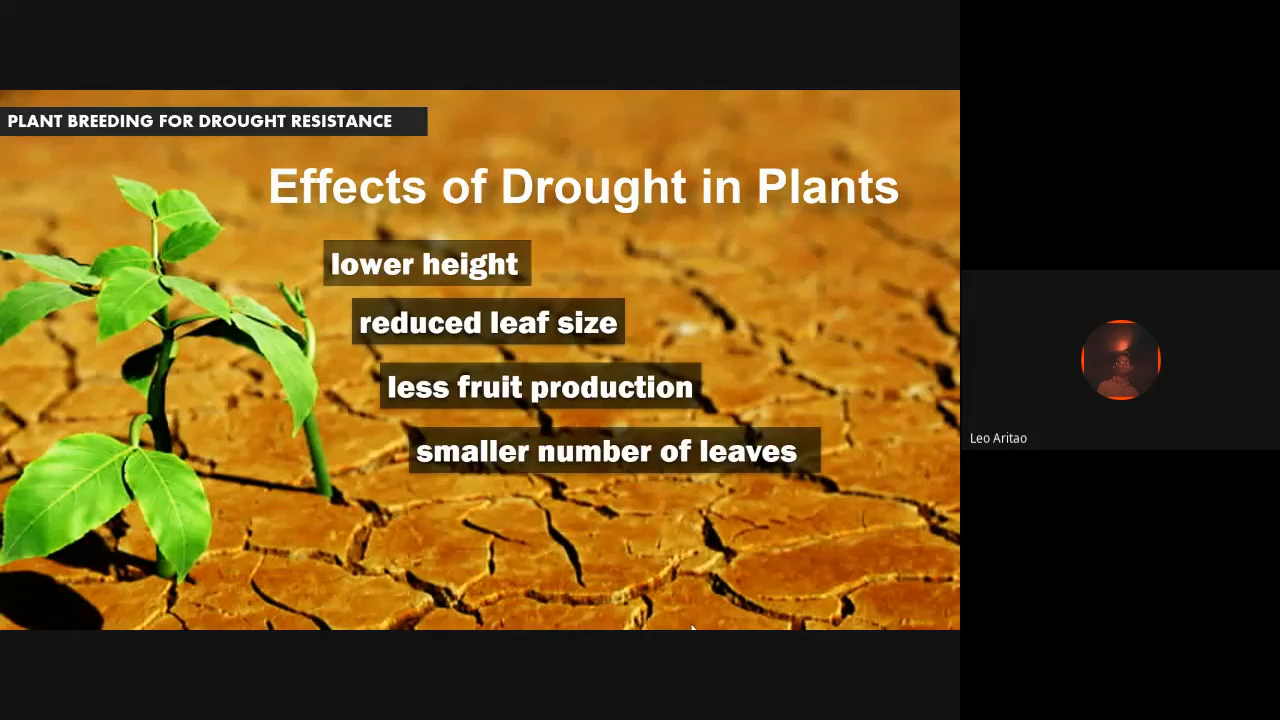 PLANT BREEDING FOR DROUGHT RESISTANCE
Effects of Drought in Plants
lower height
reduced leaf size
less fruit production
smaller number of leaves
Leo Aritao